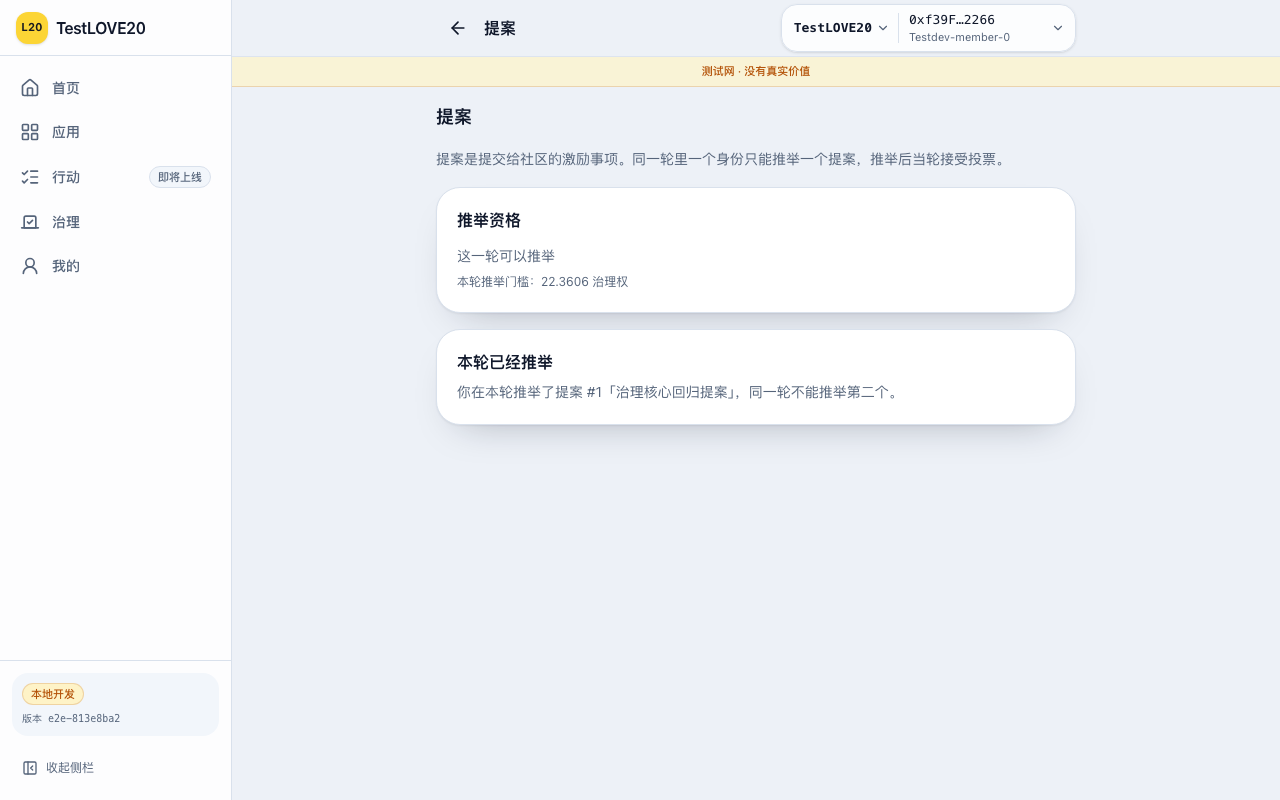 L20 TestLOVE20
首页
应用
行动 即将上线
治理
我的
本地开发
版本 e2e-813e8ba2
收起侧栏
提案
TestLOVE20
0xf39F…2266
Testdev-member-0
测试网 · 没有真实价值
提案
提案是提交给社区的激励事项。同一轮里一个身份只能推举一个提案，推举后当轮接受投票。
推举资格
这一轮可以推举
本轮推举门槛：22.3606 治理权
本轮已经推举
你在本轮推举了提案 #1「治理核心回归提案」，同一轮不能推举第二个。